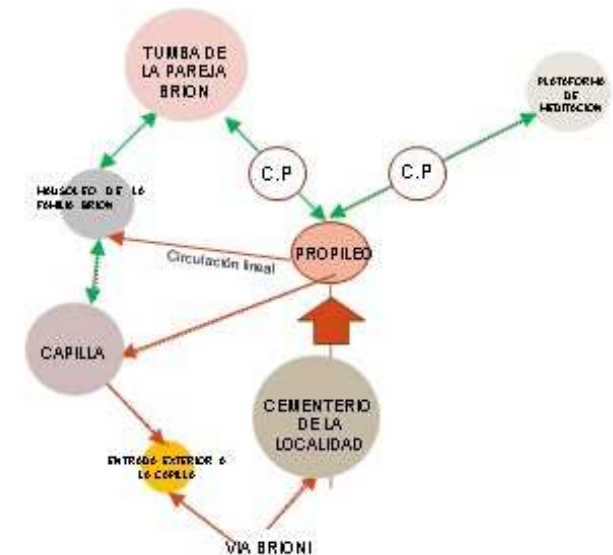 TUMBA DE
LA PAREJA
BRION
PLATAFORMA
DE
MEDITACION
C.P
C.P
MAUSOLEO DE LA
FAMILIA BRION
PROPILEO
Circulación lineal
CAPILLA
CEMENTERIO
DE LA
LOCALIDAD
ENTRADA EXTERIOR A
LA CAPILLA
VIA BRIONI